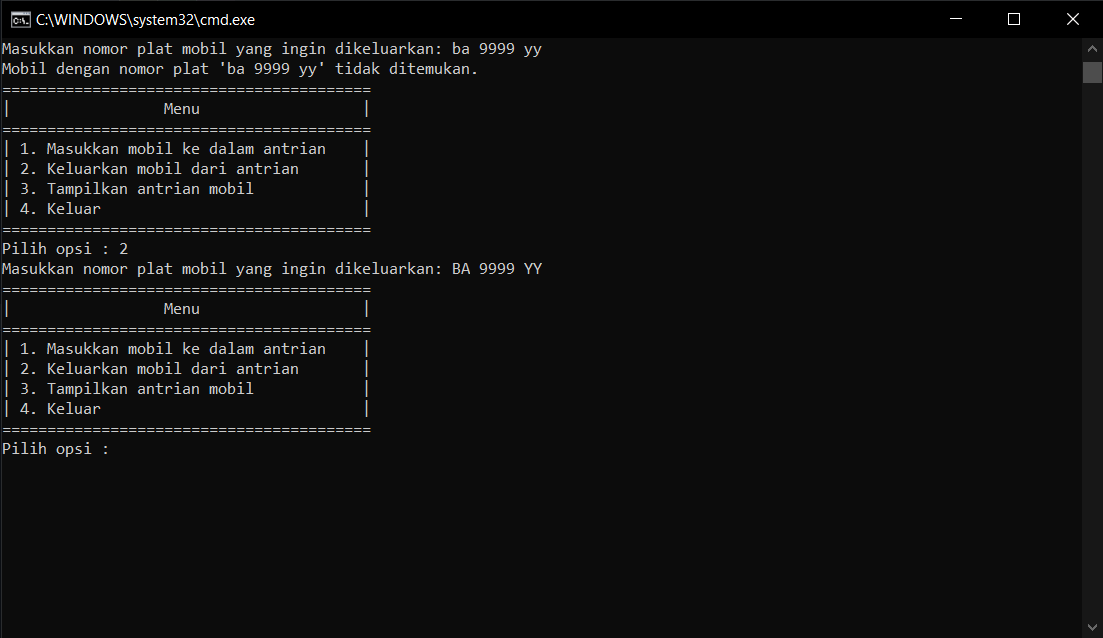 C:\WINDOWS\system32\cmd.exe
Masukkan nomor plat mobil yang ingin dikeluarkan: ba 9999 yy
Mobil dengan nomor plat 'ba 9999 yy' tidak ditemukan.
=========================================
|                 Menu                  |
=========================================
| 1. Masukkan mobil ke dalam antrian    |
| 2. Keluarkan mobil dari antrian       |
| 3. Tampilkan antrian mobil            |
| 4. Keluar                             |
=========================================
Pilih opsi : 2
Masukkan nomor plat mobil yang ingin dikeluarkan: BA 9999 YY
=========================================
|                 Menu                  |
=========================================
| 1. Masukkan mobil ke dalam antrian    |
| 2. Keluarkan mobil dari antrian       |
| 3. Tampilkan antrian mobil            |
| 4. Keluar                             |
=========================================
Pilih opsi :